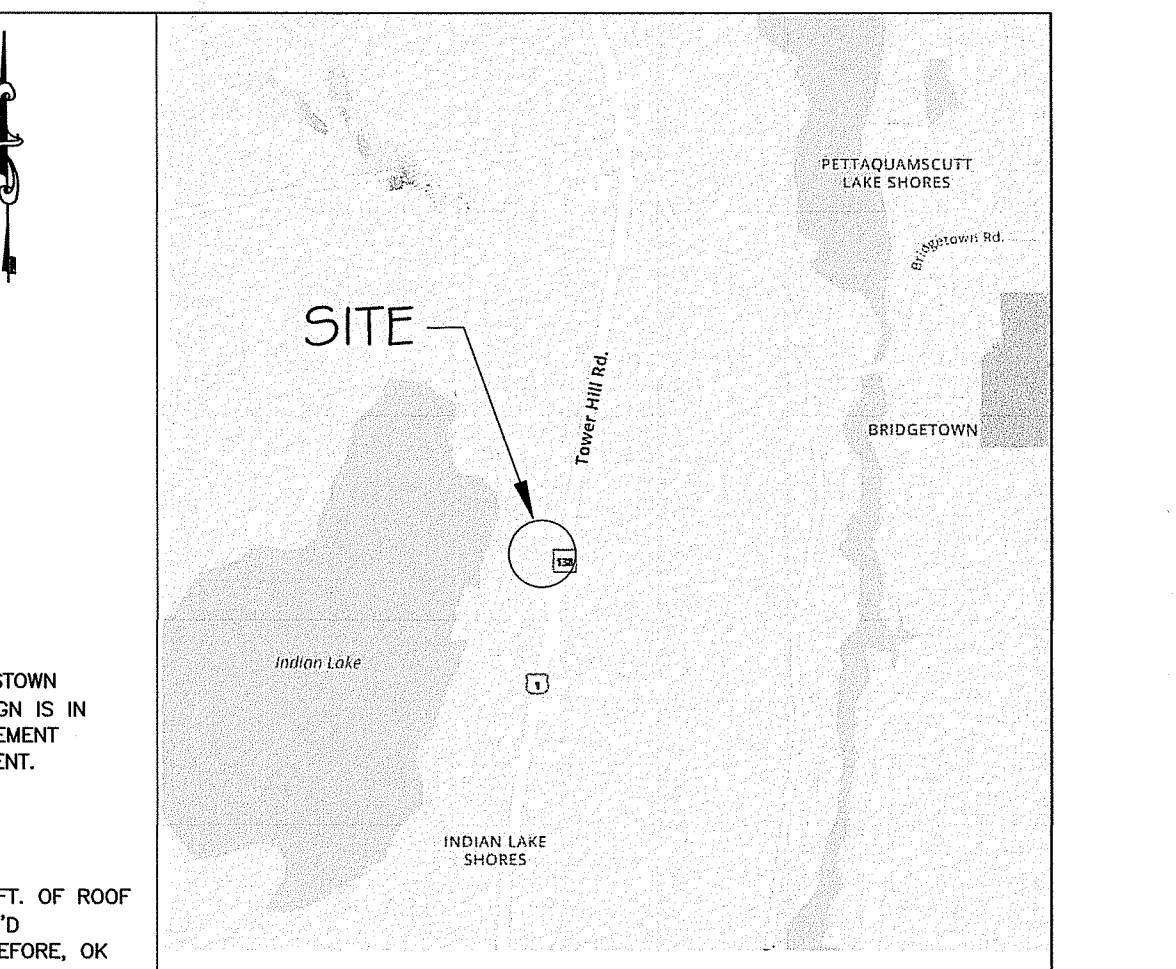 STOWN
GN IS IN
EMENT
ENT.
FT. OF ROOF
'D
EFORE, OK
PETTAQUAMSCUTT
LAKE SHORES
Bridgetown Rd.
SITE
Tower Hill Rd.
BRIDGETOWN
138
Indian Lake
1
INDIAN LAKE
SHORES